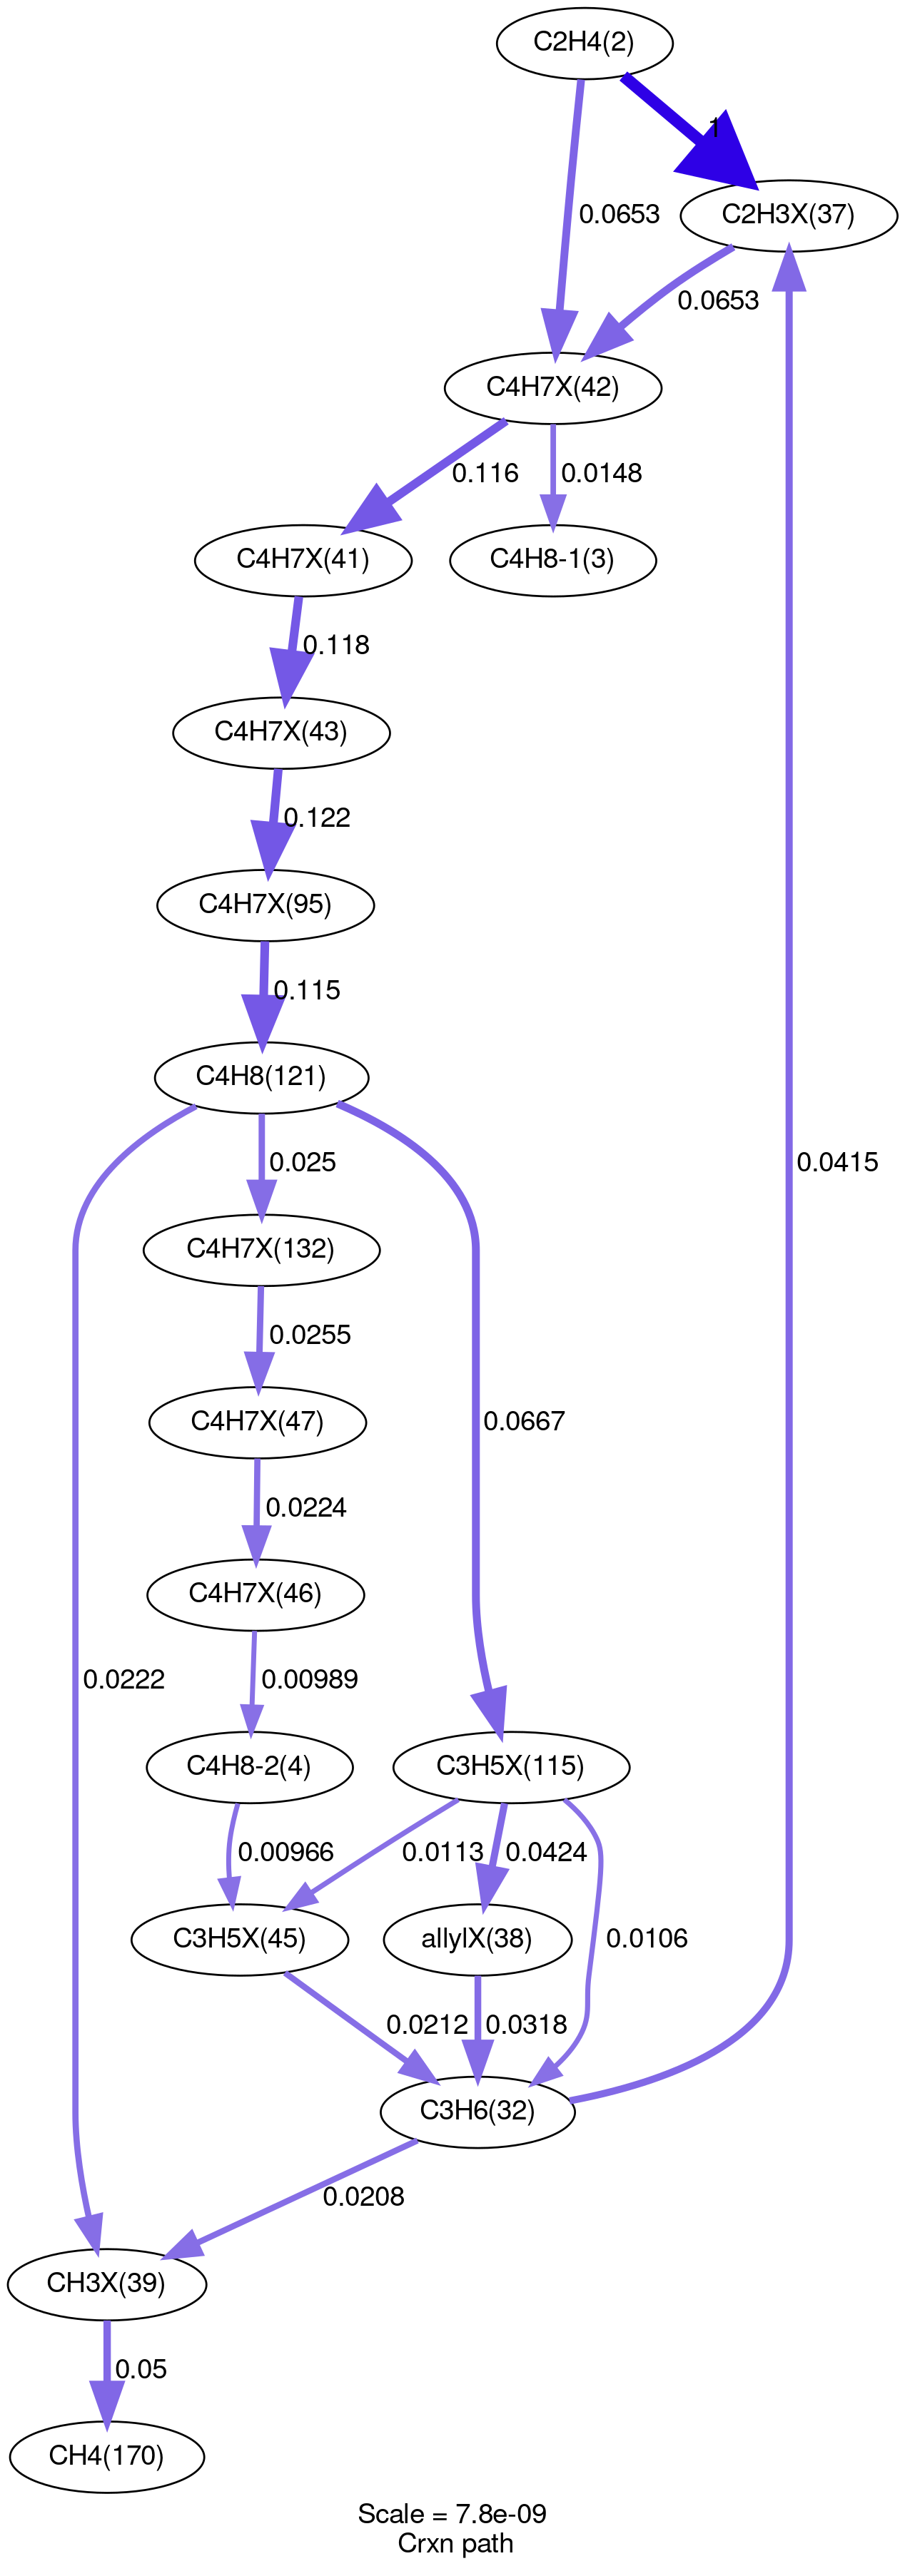 C2H4(2)
1
C2H3X(37)
0.0653
0.0653
C4H7X(42)
0.116
0.0148
C4H7X(41)
C4H8-1(3)
0.118
C4H7X(43)
0.122
C4H7X(95)
0.115
C4H8(121)
0.025
0.0415
C4H7X(132)
0.0255
C4H7X(47)
0.0667
0.0224
C4H7X(46)
0.0222
0.00989
C4H8-2(4)
C3H5X(115)
0.00966
0.0113
0.0424
C3H5X(45)
allylX(38)
0.0106
0.0212
0.0318
C3H6(32)
0.0208
CH3X(39)
0.05
CH4(170)
Scale = 7.8e-09
Crxn path